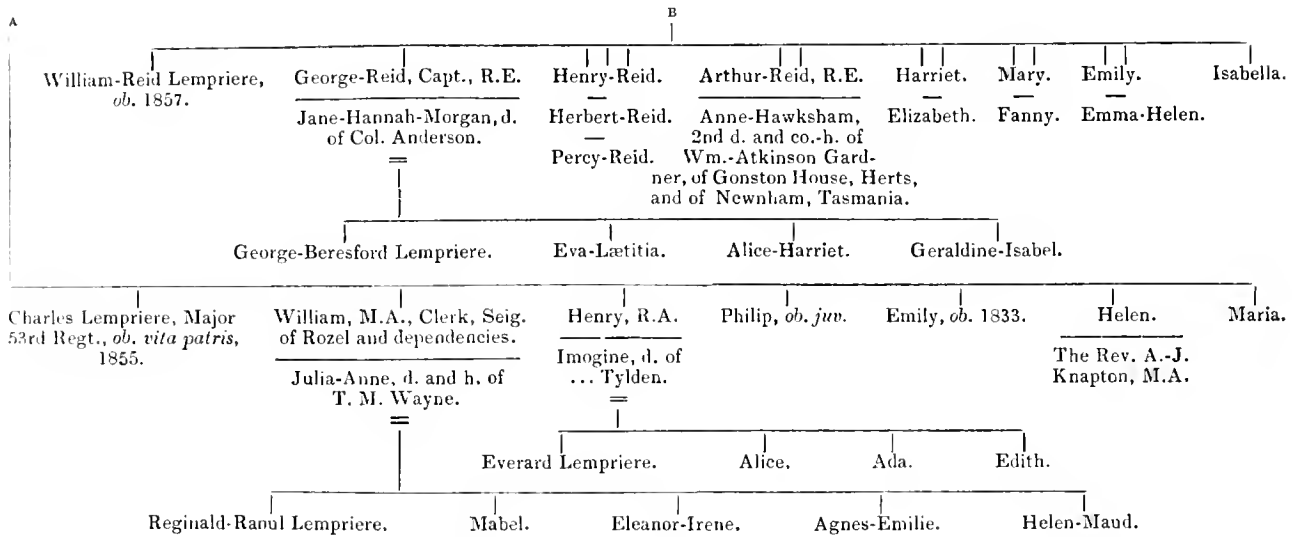 A
B
William-Reid Lempriere,
ob. 1857.
George-Reid, Capt., R.E.
Jane-Hannah-Morgan, d.
of Col. Anderson.
Henry-Reid.
Herbert-Reid.
Percy-Reid.
Arthur-Reid, R.E.
Anne-Hawksham,
2nd d. and co.-h. of
Wm.-Atkinson Gard-
ner, of Gonston House, Herts,
and of Newnham, Tasmania.
Harriet.
Elizabeth.
Mary.
Fanny.
Emily.
Emma-Helen.
Isabella.
George-Beresford Lempriere.
Eva-Lætitia.
Alice-Harriet.
Geraldine-Isabel.
Charles Lempriere, Major
53rd Regt., ob. vita patris,
1855.
William, M.A., Clerk, Seig.
of Rozel and dependencies.
Julia-Anne, d. and h. of
T. M. Wayne.
Henry, R.A.
Imogine, d. of
... Tylden.
Philip, ob. juv.
Emily, ob. 1833.
Helen.
The Rev. A.-J.
Knapton, M.A.
Maria.
Everard Lempriere.
Alice.
Ada.
Edith.
Reginald-Raoul Lempriere.
Mabel.
Eleanor-Irene.
Agnes-Emilie.
Helen-Maud.